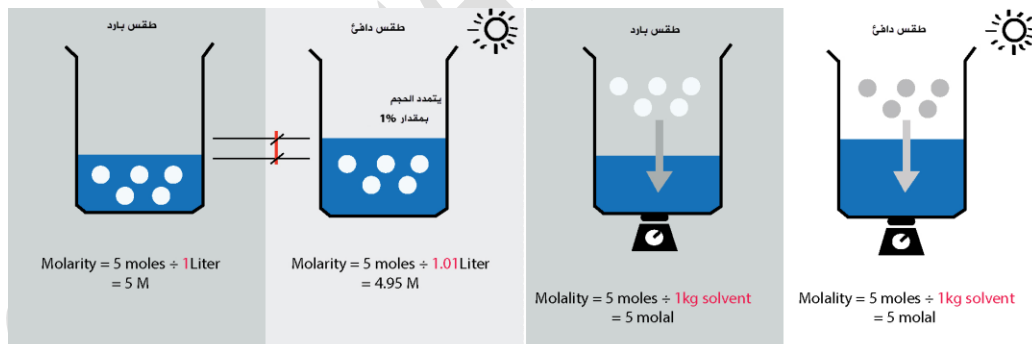 طقس بارد
طقس دافئ
يتمدد الحجم
بمقدار 1%
Molarity = 5 moles ÷ 1Liter
= 5 M
Molarity = 5 moles ÷ 1.01Liter
= 4.95 M
طقس بارد
طقس دافئ
Molality = 5 moles ÷ 1kg solvent
= 5 molal
Molality = 5 moles ÷ 1kg solvent
= 5 molal